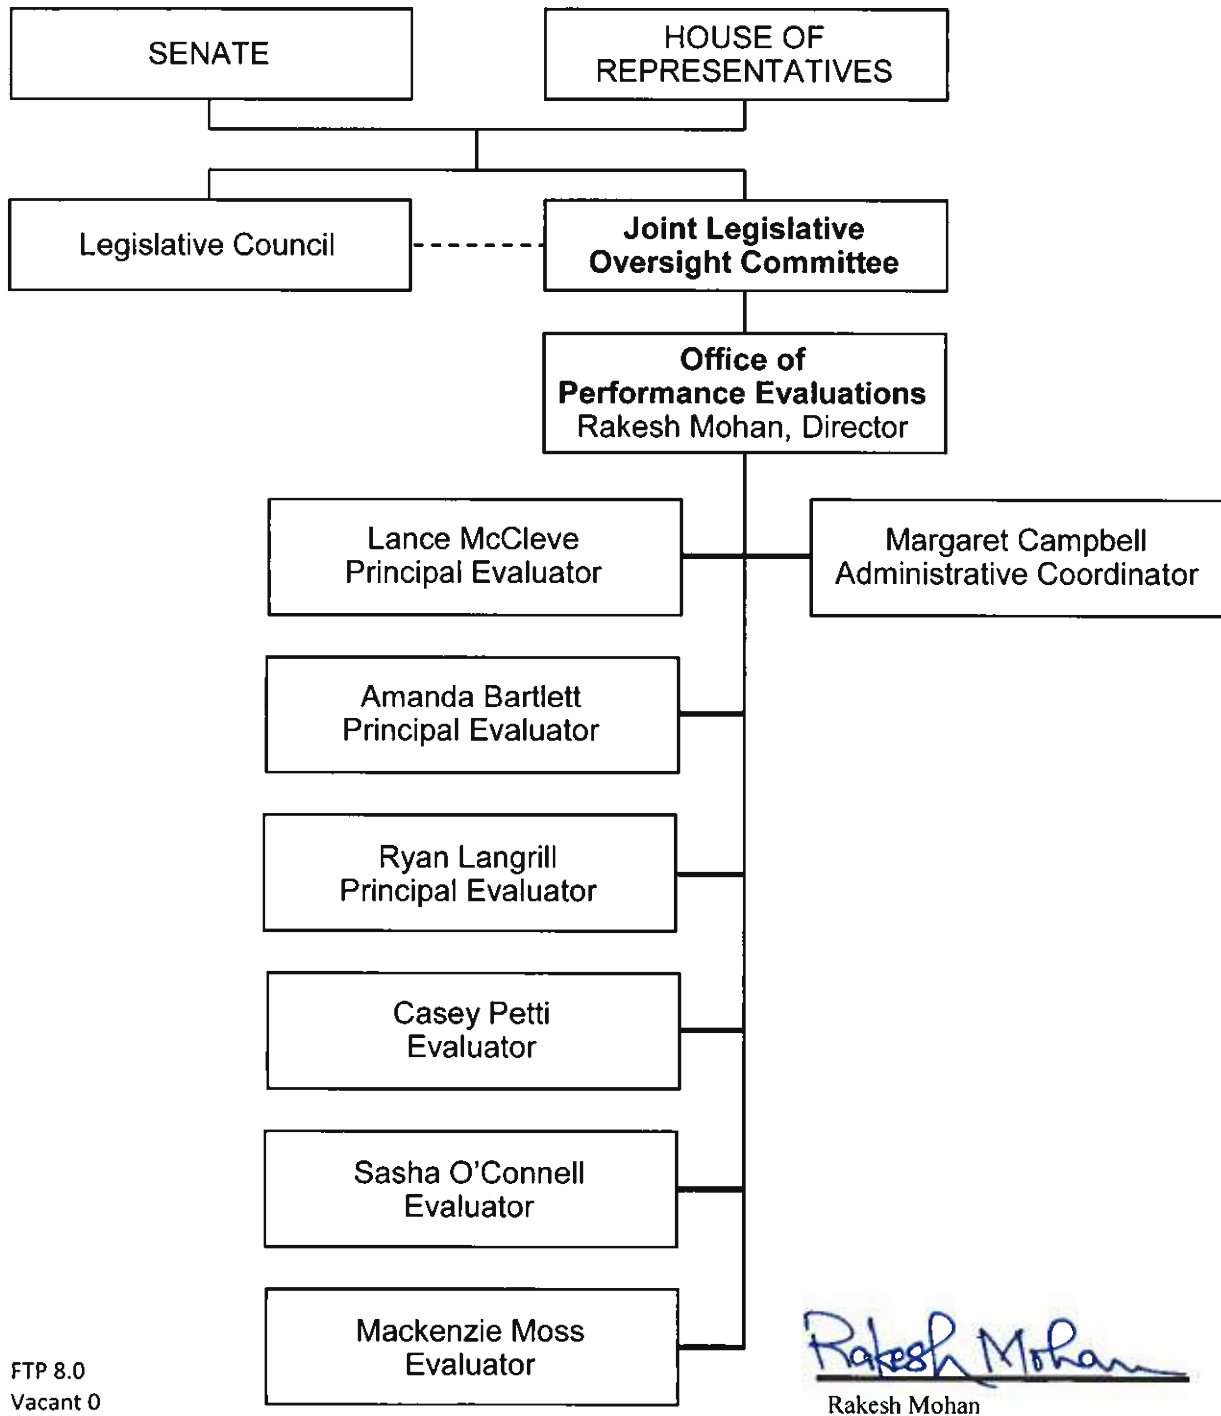 SENATE
HOUSE OF
REPRESENTATIVES
Legislative Council
Joint Legislative
Oversight Committee
Office of
Performance Evaluations
Rakesh Mohan, Director
Lance McCleve
Principal Evaluator
Margaret Campbell
Administrative Coordinator
Amanda Bartlett
Principal Evaluator
Ryan Langrill
Principal Evaluator
Casey Petti
Evaluator
Sasha O'Connell
Evaluator
Mackenzie Moss
Evaluator
FTP 8.0
Vacant 0
Rakesh Mohan
Rakesh Mohan